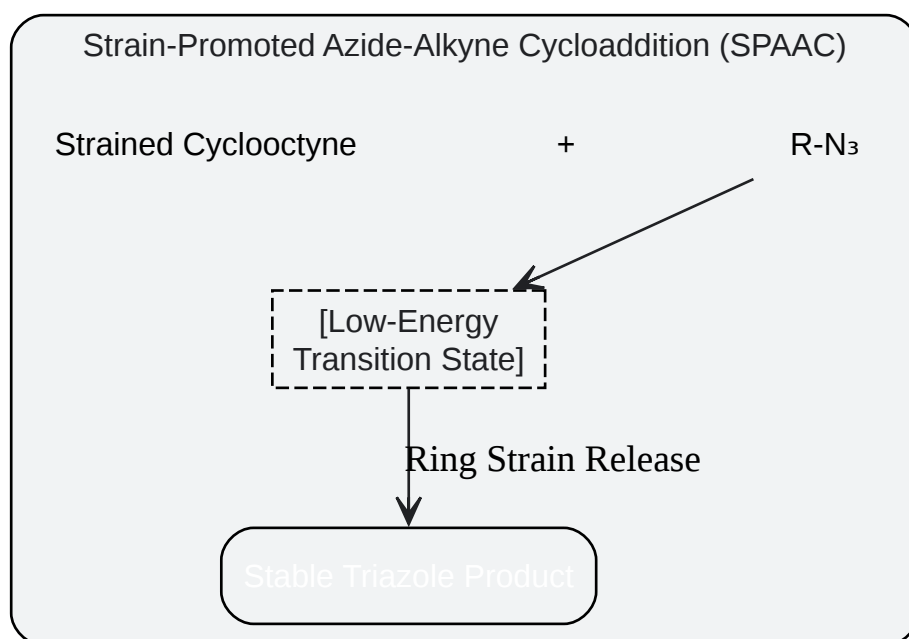 Strain-Promoted Azide-Alkyne Cycloaddition (SPAAC)
Strained Cyclooctyne + R-N₃
[Low-Energy
Transition State]
Ring Strain Release
Stable Triazole Product